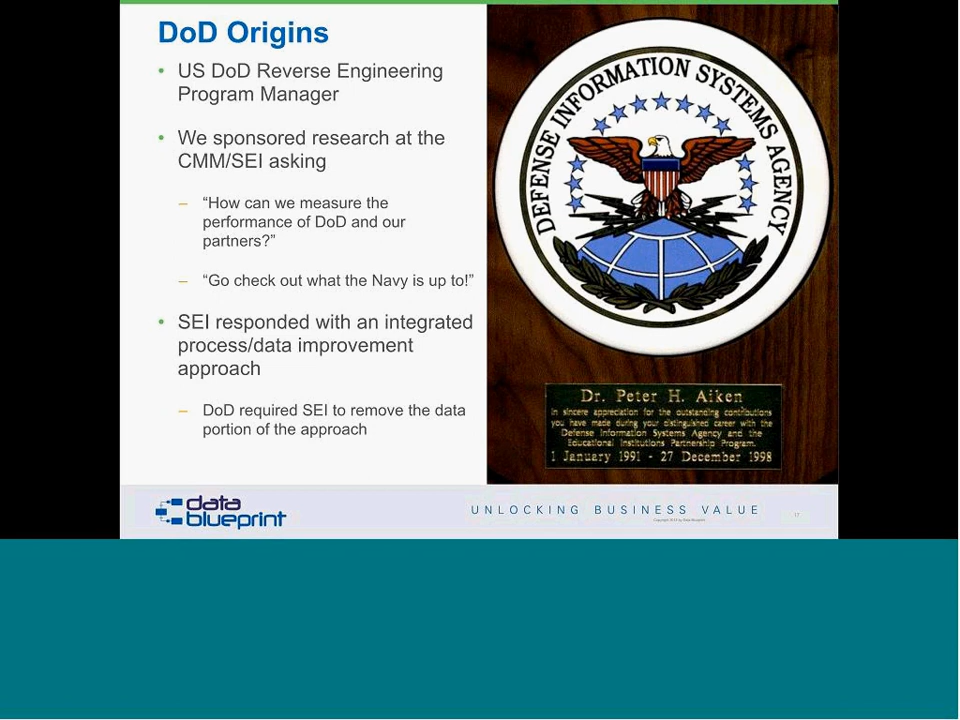 DoD Origins
• US DoD Reverse Engineering
Program Manager
• We sponsored research at the
CMM/SEI asking
– “How can we measure the
performance of DoD and our
partners?”
– “Go check out what the Navy is up to!”
• SEI responded with an integrated
process/data improvement
approach
– DoD required SEI to remove the data
portion of the approach
DEFENSE INFORMATION SYSTEMS AGENCY
Dr. Peter H. Aiken
In sincere appreciation for the outstanding contributions
you have made during your distinguished career with the
Defense Information Systems Agency and the
Educational Institutions Partnership Program.
1 January 1991 - 27 December 1998
data
blueprint
UNLOCKING BUSINESS VALUE